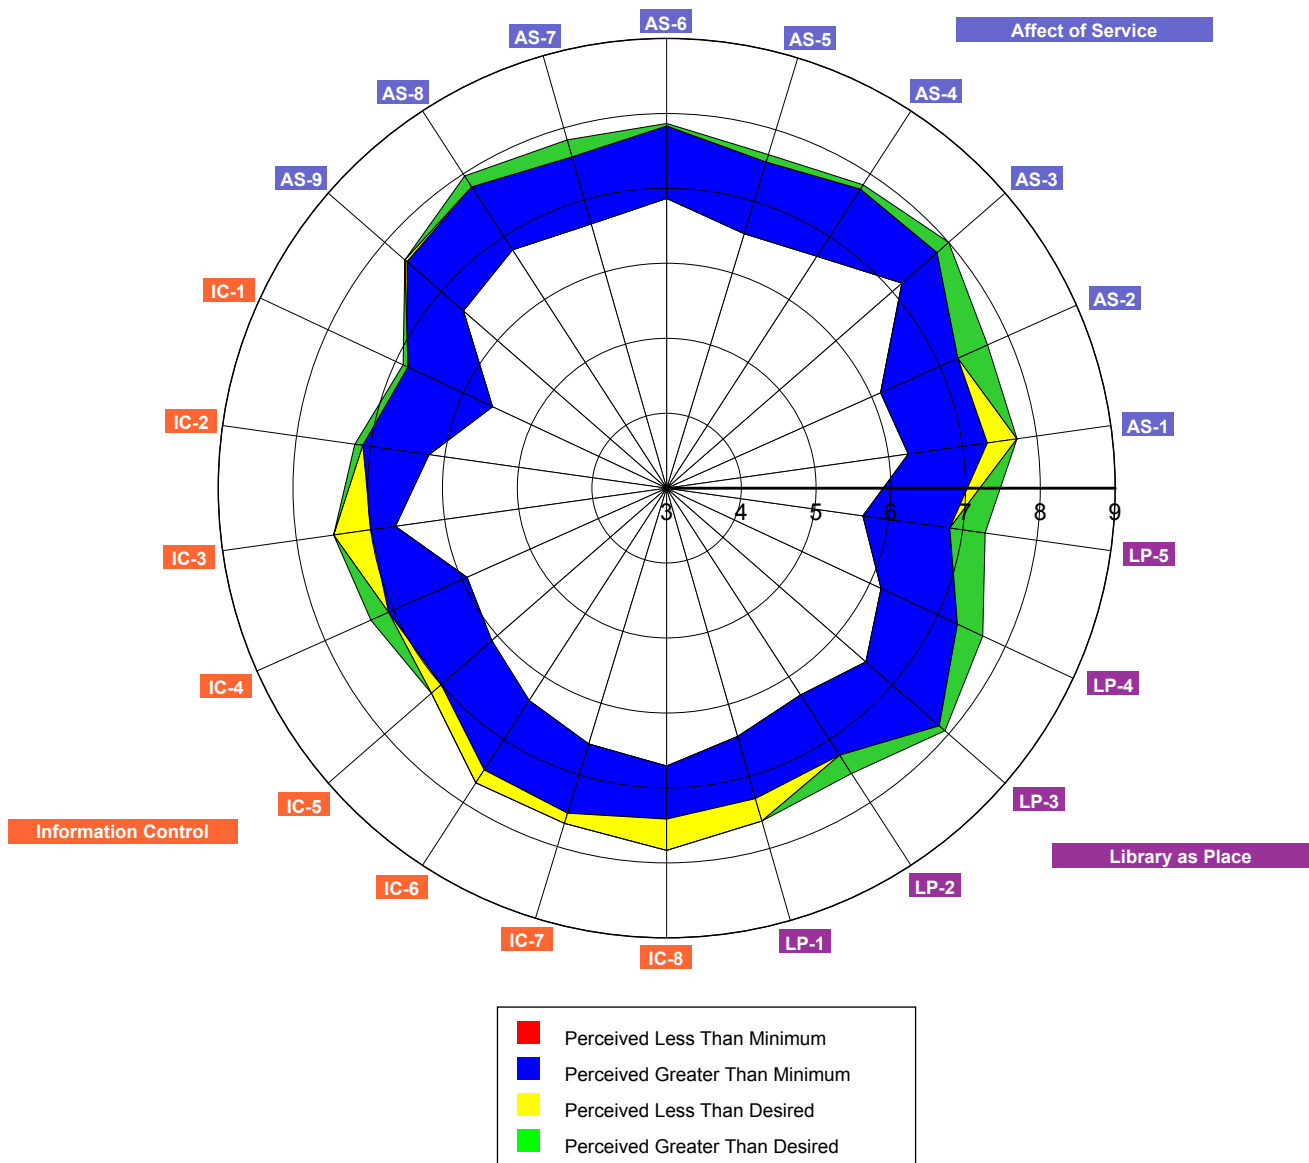 AS-6
AS-7
AS-5
Affect of Service
AS-8
AS-4
AS-9
AS-3
IC-1
AS-2
IC-2
AS-1
3 4 5 6 7 8 9
IC-3
LP-5
IC-4
LP-4
IC-5
LP-3
Information Control
Library as Place
IC-6
LP-2
IC-7
LP-1
IC-8
Perceived Less Than Minimum
Perceived Greater Than Minimum
Perceived Less Than Desired
Perceived Greater Than Desired